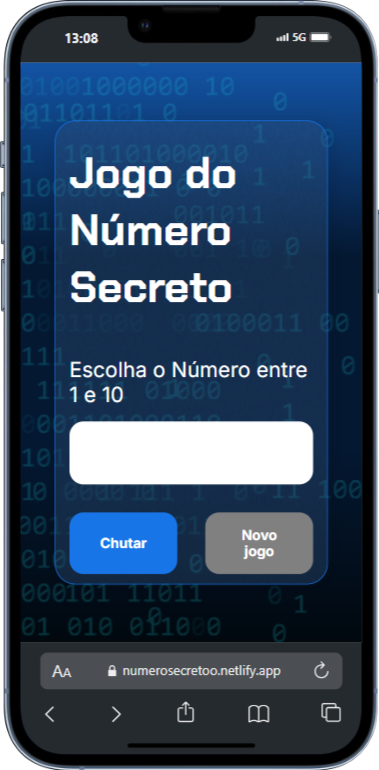 13:08
5G
Jogo do
Número
Secreto
Escolha o Número entre
1 e 10
Chutar
Novo
jogo
AA
numerosecretoo.netlify.app